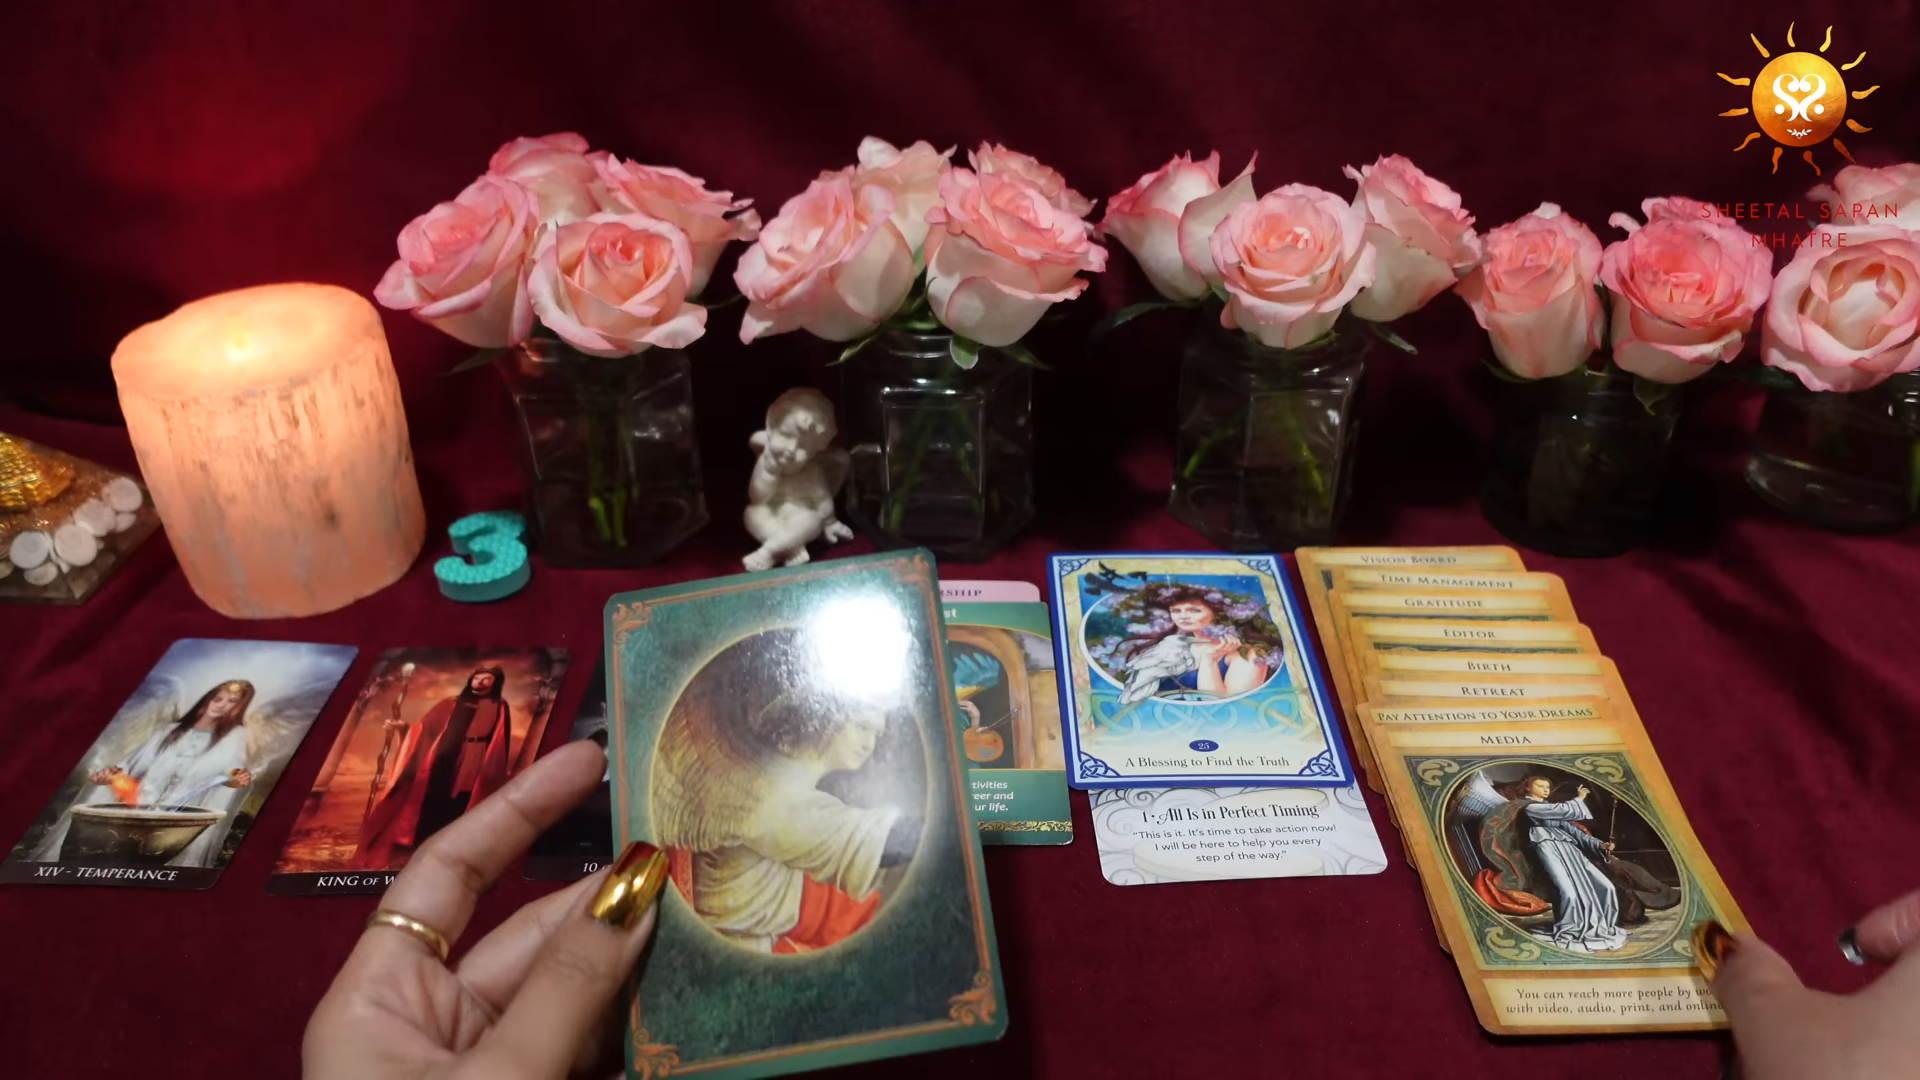 SHEETAL SAPAN
MHATRE
3
XIV - TEMPERANCE
KING OF
10
25
A Blessing to Find the Truth
1 • All Is in Perfect Timing
"This is it. It's time to take action now!
I will be here to help you every
step of the way."
VISION BOARD
TIME MANAGEMENT
GRATITUDE
EDITOR
BIRTH
RETREAT
PAY ATTENTION TO YOUR DREAMS
MEDIA
You can reach more people by
with video, audio, print, and online